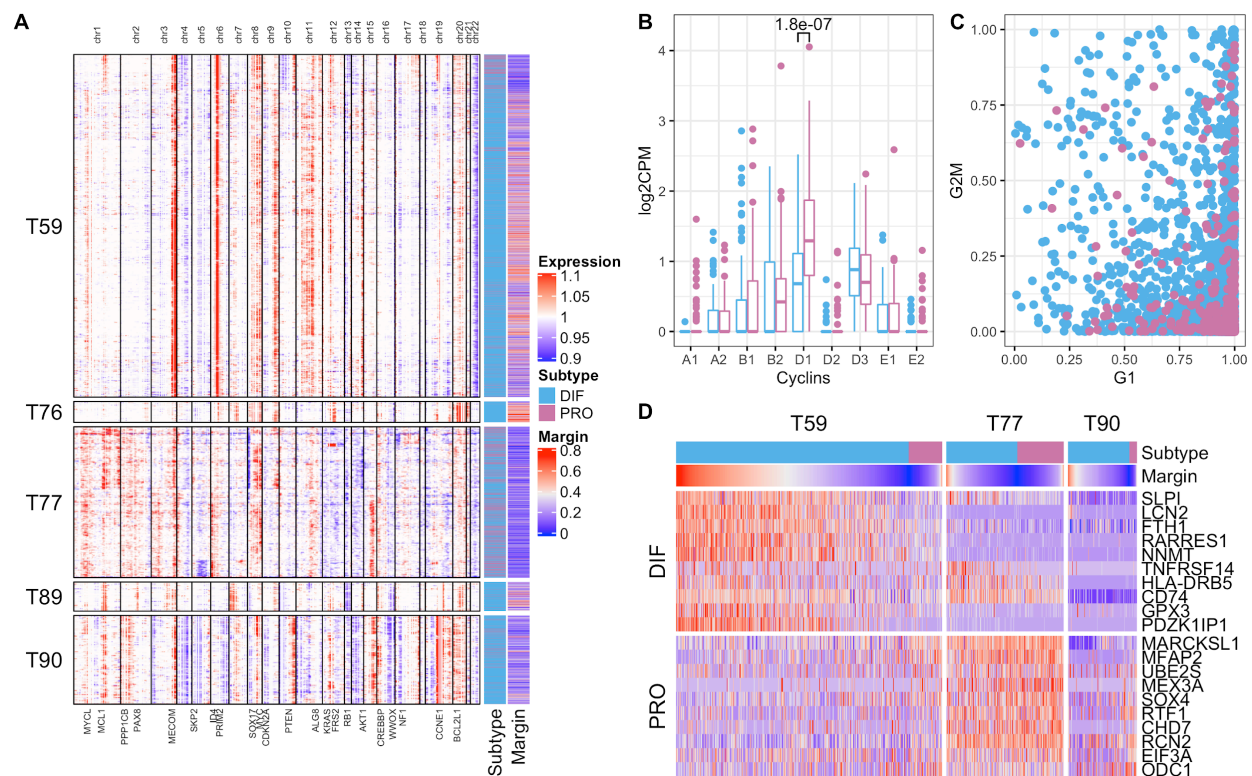 A
chr1
chr2
chr3
chr4
chr5
chr6
chr7
chr8
chr9
chr10
chr11
chr12
chr13
chr14
chr15
chr16
chr17
chr18
chr19
chr20
chr21
chr22
T59
T76
T77
T89
T90
MYCL
MCL1
PPP1CB
PAX8
MECOM
SKP2
ID4
PRIM2
SOX17
MYC
CDKN2A
PTEN
ALG8
KRAS
FRS2
RB1
AKT1
CREBBP
WWOX
NF1
CCNE1
BCL2L1
Subtype
Margin
Expression
1.1
1.05
1
0.95
0.9
Subtype
DIF
PRO
Margin
0.8
0.6
0.4
0.2
0
B
1.8e-07
log2CPM
4
3
2
1
0
A1 A2 B1 B2 D1 D2 D3 E1 E2
Cyclins
C
G2M
1.00
0.75
0.50
0.25
0.00
0.00 0.25 0.50 0.75 1.00
G1
D
T59 T77 T90
Subtype
Margin
DIF
SLPI
LCN2
FTH1
RARRES1
NNMT
TNFRSF14
HLA-DRB5
CD74
GPX3
PDZK1IP1
PRO
MARCKSL1
MFAP2
UBE2S
MEX3A
SOX4
RTF1
CHD7
RCN2
EIF3A
ODC1